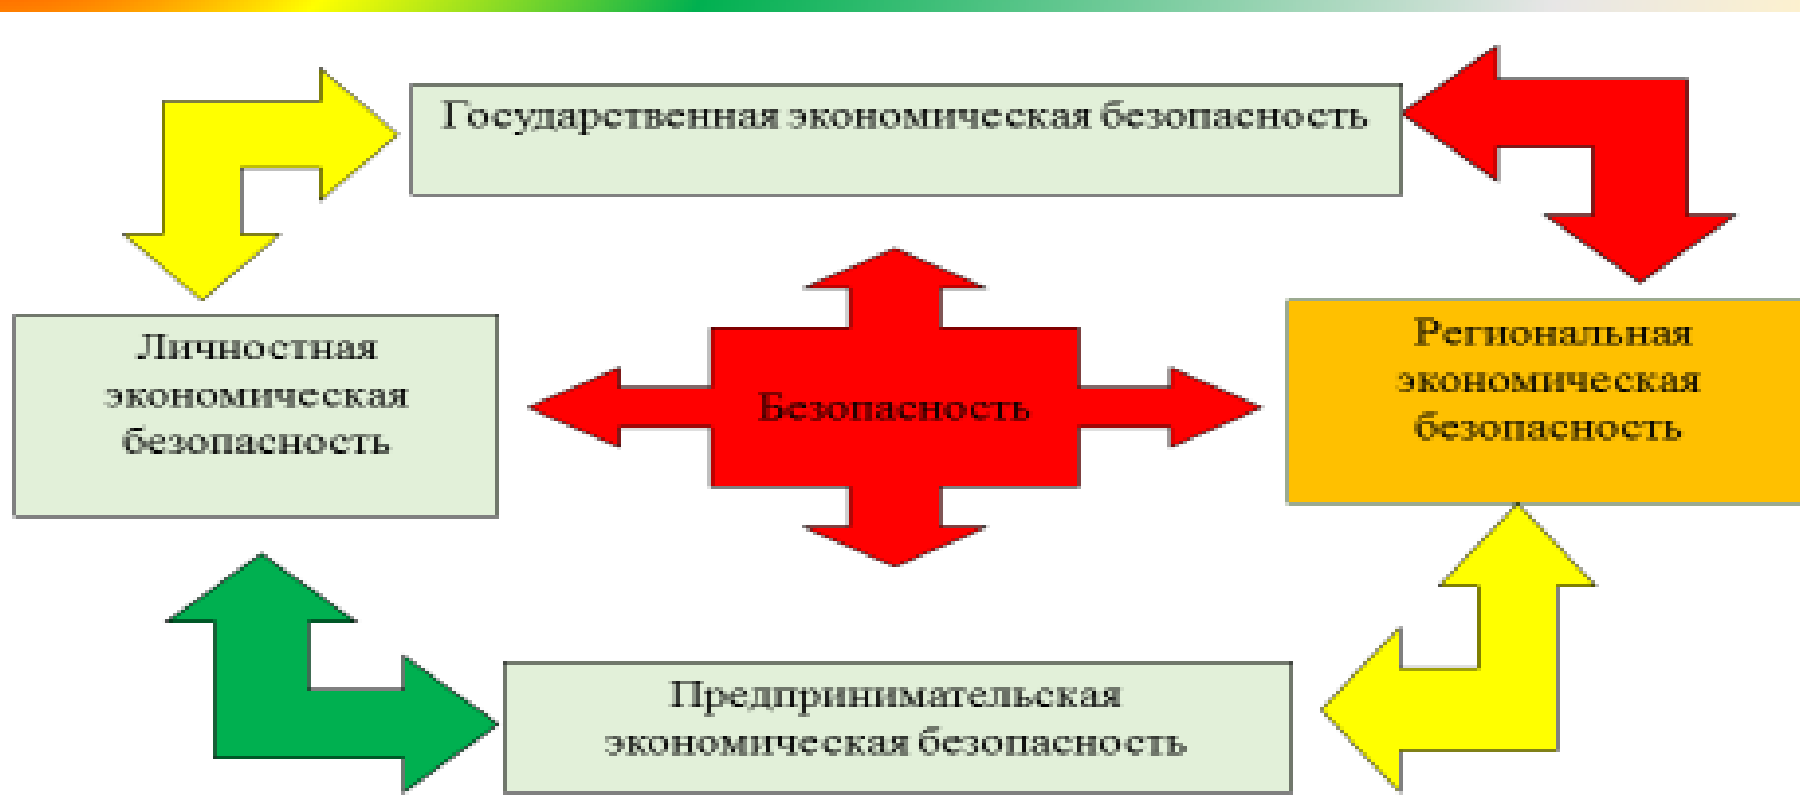 Государственная экономическая безопасность
Личностная
экономическая
безопасность
Безопасность
Региональная
экономическая
безопасность
Предпринимательская
экономическая безопасность